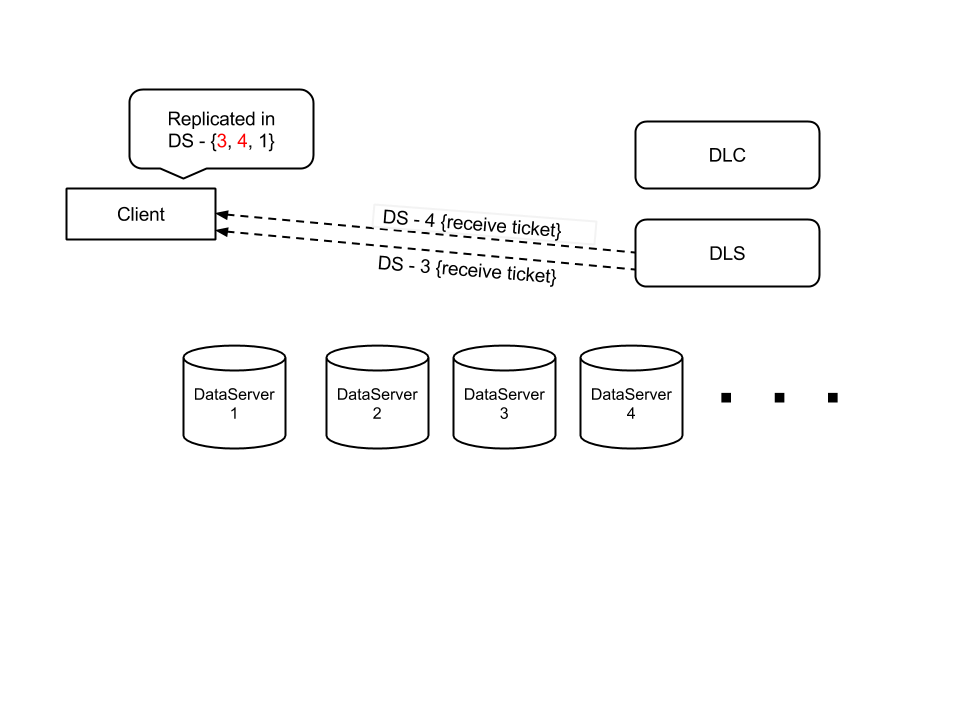 Replicated in
DS - {3, 4, 1}
DLC
Client
DS - 4 {receive ticket}
DLS
DS - 3 {receive ticket}
DataServer
1
DataServer
2
DataServer
3
DataServer
4